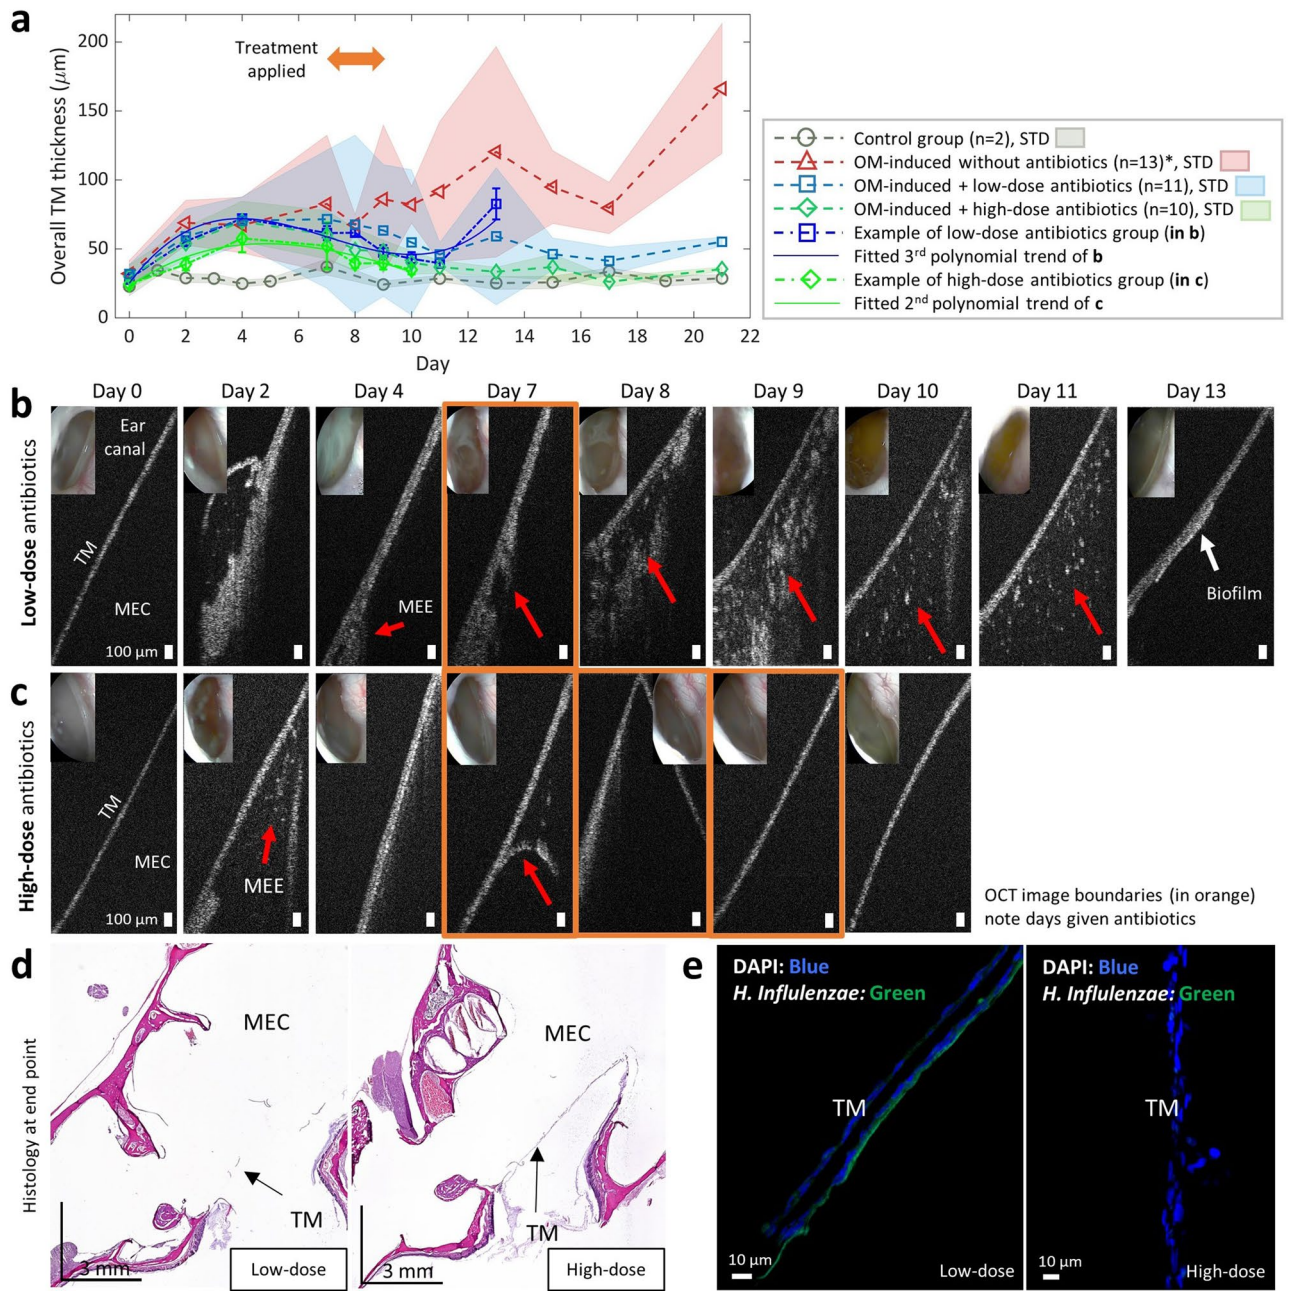 a
Overall TM thickness (µm)
200
150
100
50
0
Treatment
applied
0 2 4 6 8 10 12 14 16 18 20 22
Day
Control group (n=2), STD
OM-induced without antibiotics (n=13)*, STD
OM-induced + low-dose antibiotics (n=11), STD
OM-induced + high-dose antibiotics (n=10), STD
Example of low-dose antibiotics group (in b)
Fitted 3rd polynomial trend of b
Example of high-dose antibiotics group (in c)
Fitted 2nd polynomial trend of c
b
Low-dose antibiotics
Day 0 Day 2 Day 4 Day 7 Day 8 Day 9 Day 10 Day 11 Day 13
Ear
canal
TM
MEC
100 µm
MEE
Biofilm
c
High-dose antibiotics
TM
MEC
100 µm
MEE
OCT image boundaries (in orange)
note days given antibiotics
d
Histology at end point
MEC
TM
3 mm
Low-dose
MEC
TM
3 mm
High-dose
e
DAPI: Blue
H. Influlenzae: Green
TM
10 µm
Low-dose
DAPI: Blue
H. Influlenzae: Green
TM
10 µm
High-dose